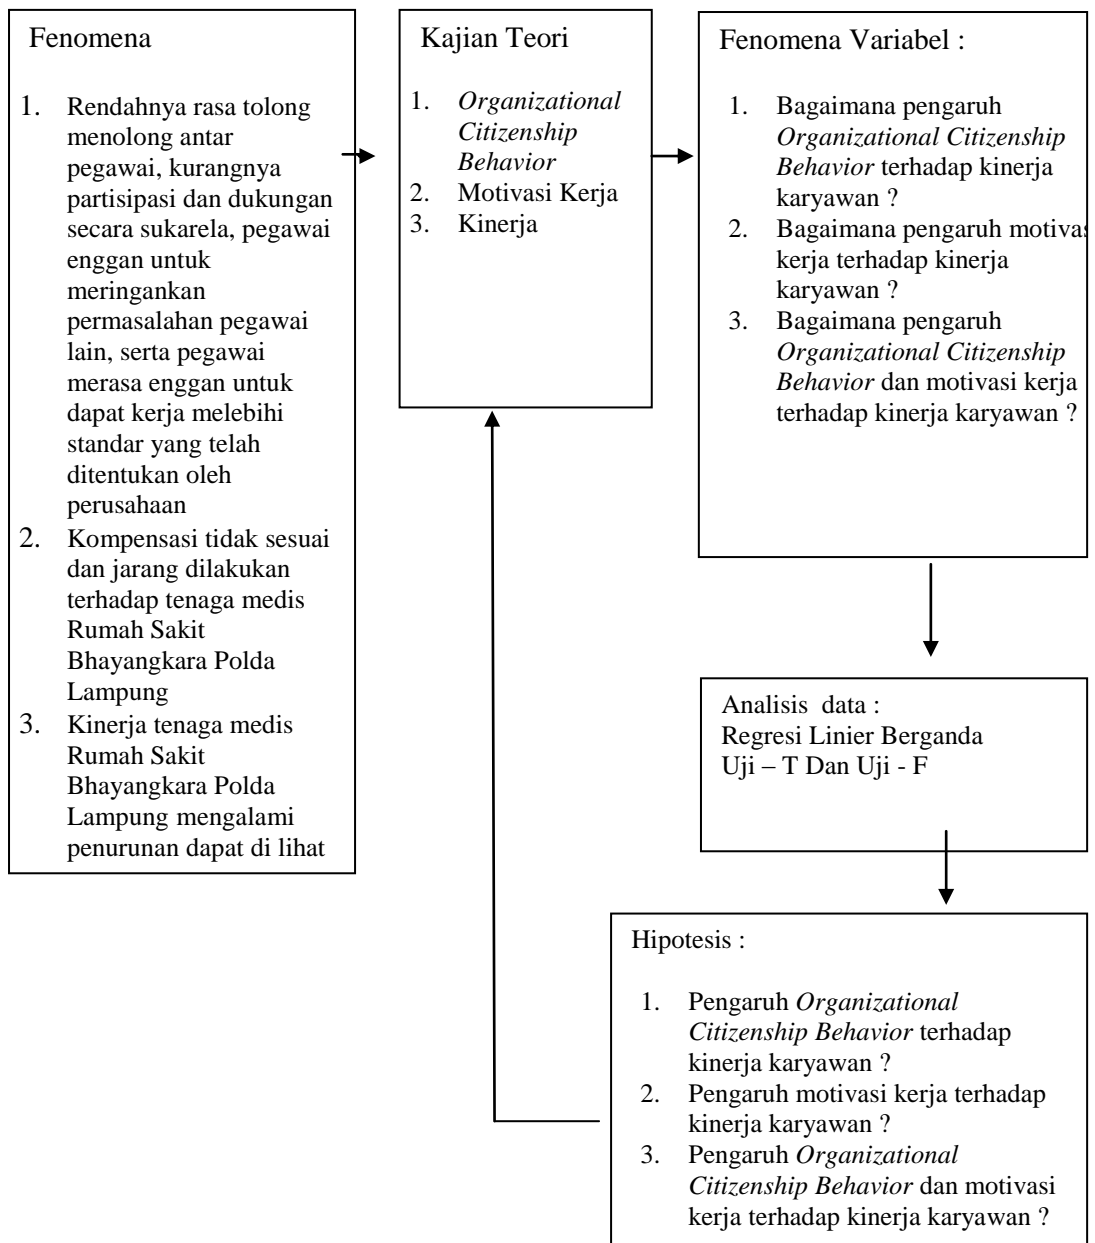 Fenomena
1. Rendahnya rasa tolong
menolong antar
pegawai, kurangnya
partisipasi dan dukungan
secara sukarela, pegawai
enggan untuk
meringankan
permasalahan pegawai
lain, serta pegawai
merasa enggan untuk
dapat kerja melebihi
standar yang telah
ditentukan oleh
perusahaan
2. Kompensasi tidak sesuai
dan jarang dilakukan
terhadap tenaga medis
Rumah Sakit
Bhayangkara Polda
Lampung
3. Kinerja tenaga medis
Rumah Sakit
Bhayangkara Polda
Lampung mengalami
penurunan dapat di lihat
Kajian Teori
1. Organizational
Citizenship
Behavior
2. Motivasi Kerja
3. Kinerja
Fenomena Variabel :
1. Bagaimana pengaruh
Organizational Citizenship
Behavior terhadap kinerja
karyawan ?
2. Bagaimana pengaruh motivas
kerja terhadap kinerja
karyawan ?
3. Bagaimana pengaruh
Organizational Citizenship
Behavior dan motivasi kerja
terhadap kinerja karyawan ?
Analisis data :
Regresi Linier Berganda
Uji – T Dan Uji - F
Hipotesis :
1. Pengaruh Organizational
Citizenship Behavior terhadap
kinerja karyawan ?
2. Pengaruh motivasi kerja terhadap
kinerja karyawan ?
3. Pengaruh Organizational
Citizenship Behavior dan motivasi
kerja terhadap kinerja karyawan ?